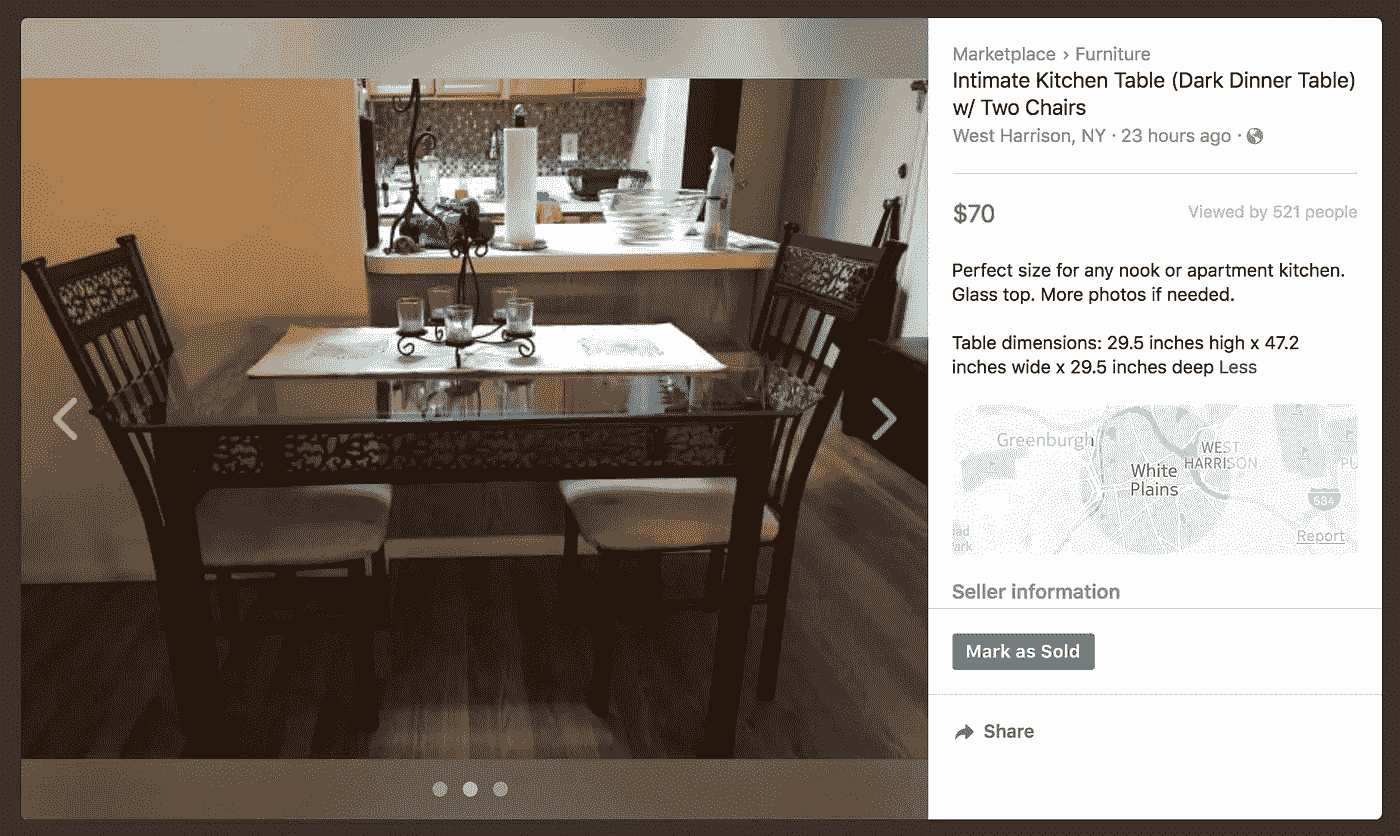 Marketplace › Furniture
Intimate Kitchen Table (Dark Dinner Table)
w/ Two Chairs
West Harrison, NY · 23 hours ago ·
$70
Viewed by 521 people
Perfect size for any nook or apartment kitchen.
Glass top. More photos if needed.
Table dimensions: 29.5 inches high x 47.2
inches wide x 29.5 inches deep Less
Greenburgh
WEST
HARRISON
White
Plains
PU
684
ad
ark
Report
Seller information
Mark as Sold
Share